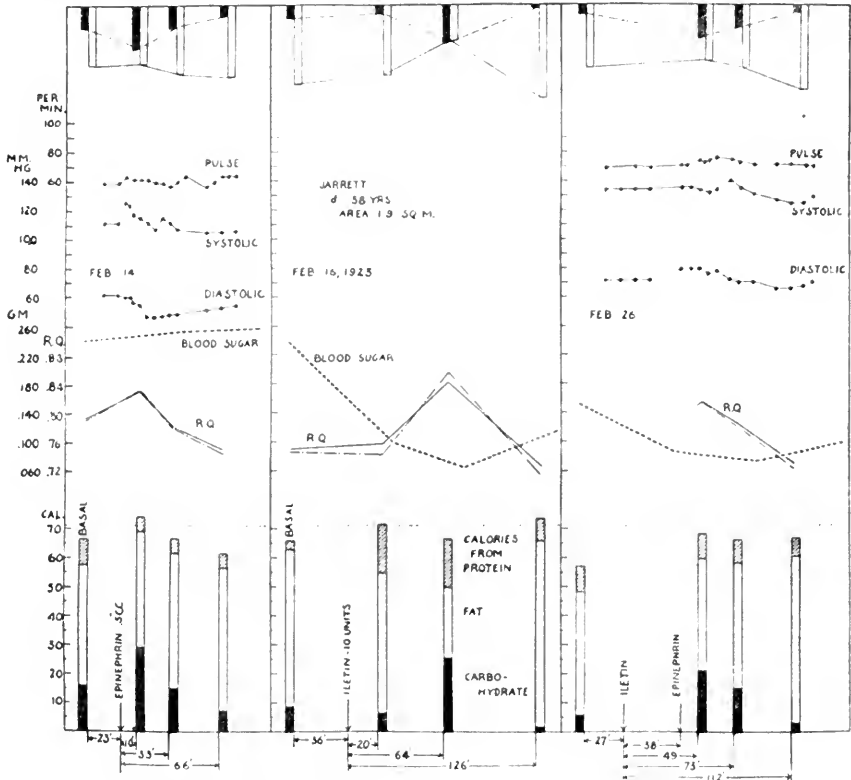 PER
MIN.
100
80
60
MM.
HG
140
120
100
80
60
GM
260
R.Q.
.220 .83
.180 .84
.140 .80
.100 .76
.060 .72
CAL.
70
60
50
40
30
20
10
PULSE
SYSTOLIC
FEB 14
DIASTOLIC
BLOOD SUGAR
R.Q.
BASAL
EPINEPHRIN .5CC
23'
10'
33'
66'
JARRETT
♂ 58 YRS
AREA 1.9 SQ.M.
FEB 16, 1923
BLOOD SUGAR
R.Q.
BASAL
ILETIN-10 UNITS
CALORIES
FROM
PROTEIN
FAT
CARBO-
HYDRATE
36'
20'
64'
126'
PULSE
SYSTOLIC
DIASTOLIC
FEB 26
R.Q
ILETIN
EPINEPHRIN
27'
38'
49'
73'
112'